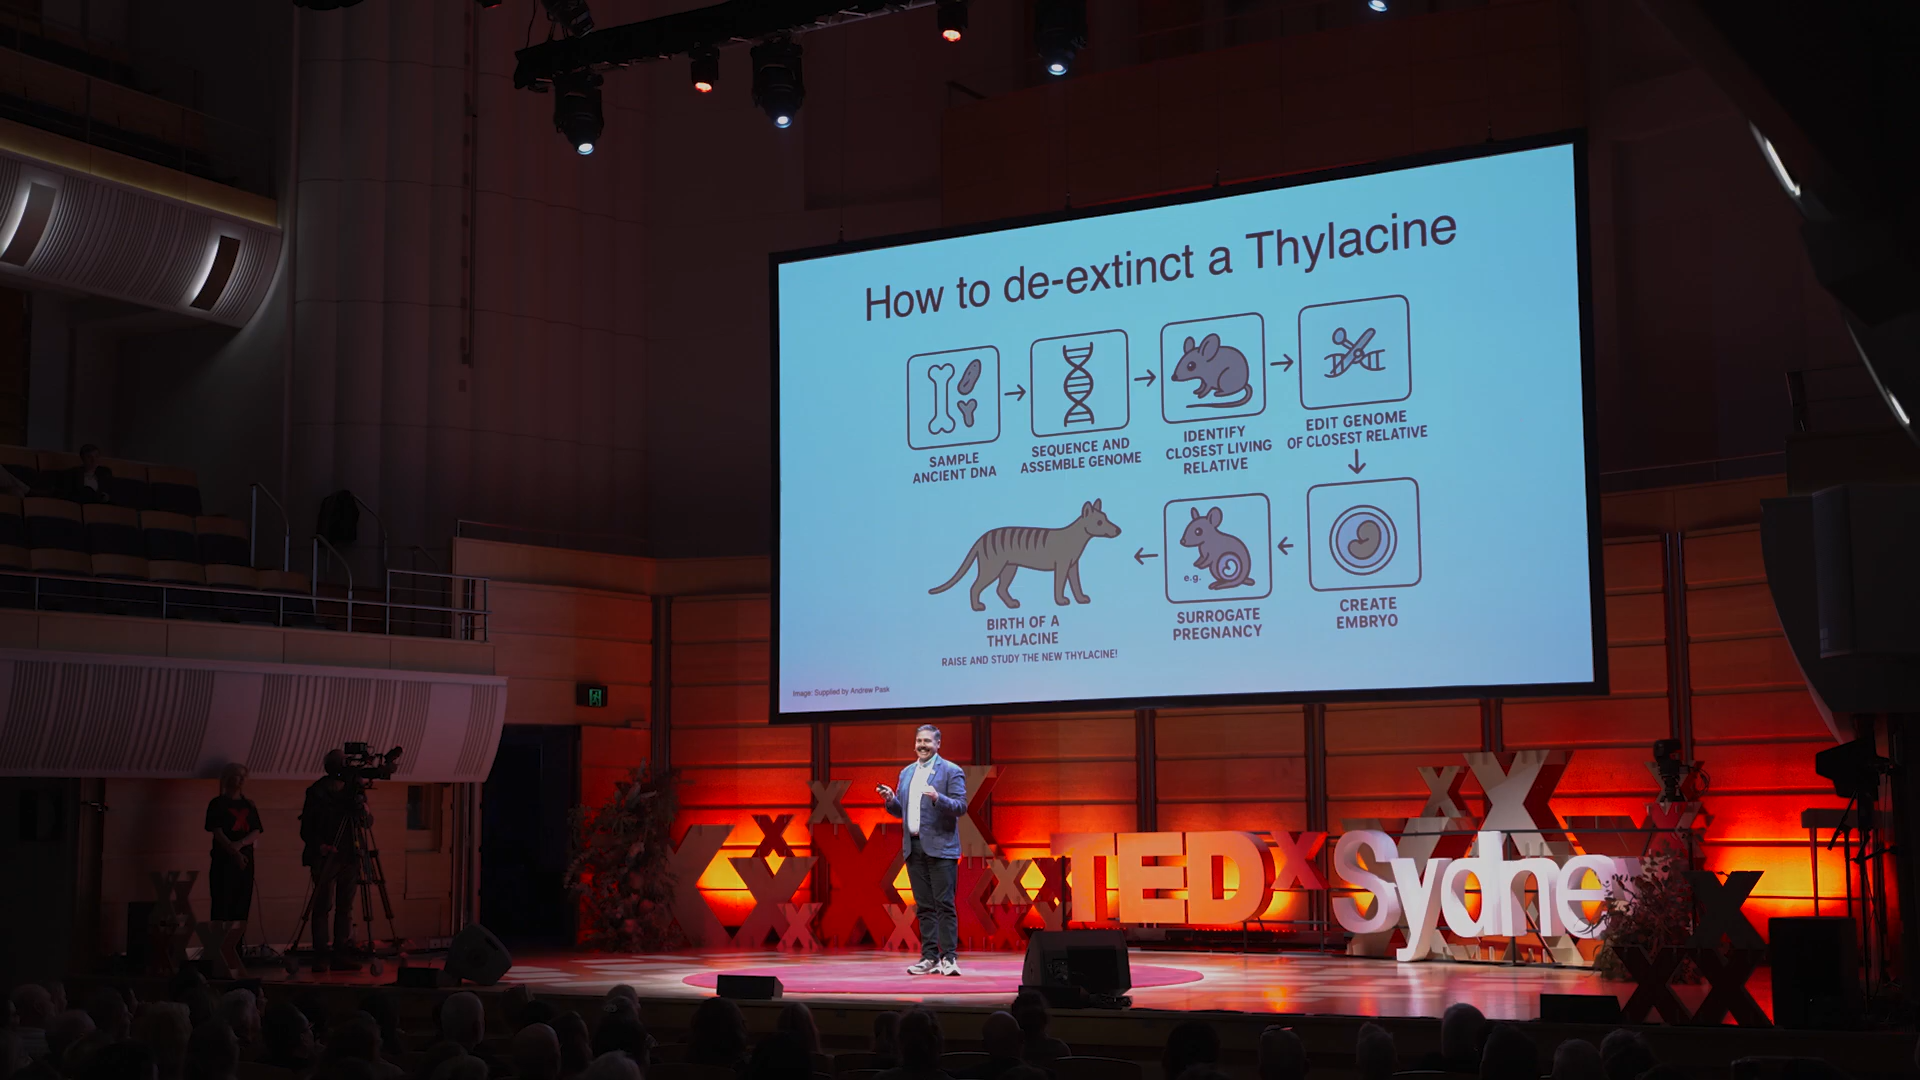 How to de-extinct a Thylacine
SAMPLE
ANCIENT DNA
SEQUENCE AND
ASSEMBLE GENOME
IDENTIFY
CLOSEST LIVING
RELATIVE
EDIT GENOME
OF CLOSEST RELATIVE
CREATE
EMBRYO
e.g.
SURROGATE
PREGNANCY
BIRTH OF A
THYLACINE
RAISE AND STUDY THE NEW THYLACINE!
Image: Supplied by Andrew Pask
TEDx Sydne